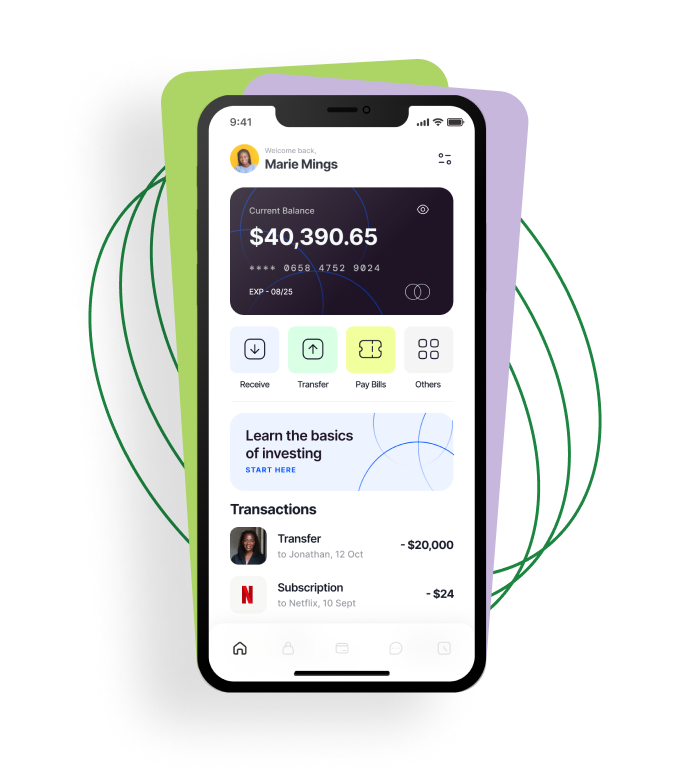 9:41
Welcome back,
Marie Mings
Current Balance
$40,390.65
**** 0658 4752 9024
EXP - 08/25
Receive
Transfer
Pay Bills
Others
Learn the basics
of investing
START HERE
Transactions
Transfer
- $20,000
to Jonathan, 12 Oct
N
Subscription
- $24
to Netflix, 10 Sept